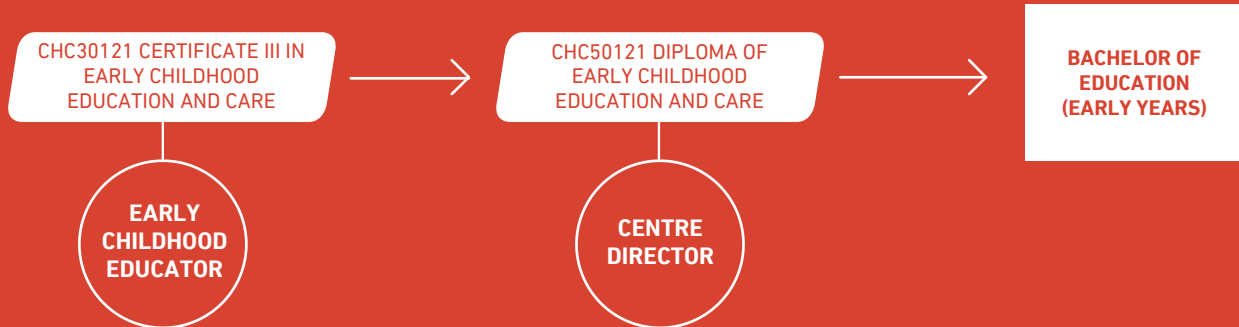 CHC30121 CERTIFICATE III IN
EARLY CHILDHOOD
EDUCATION AND CARE
CHC50121 DIPLOMA OF
EARLY CHILDHOOD
EDUCATION AND CARE
BACHELOR OF
EDUCATION
(EARLY YEARS)
EARLY
CHILDHOOD
EDUCATOR
CENTRE
DIRECTOR